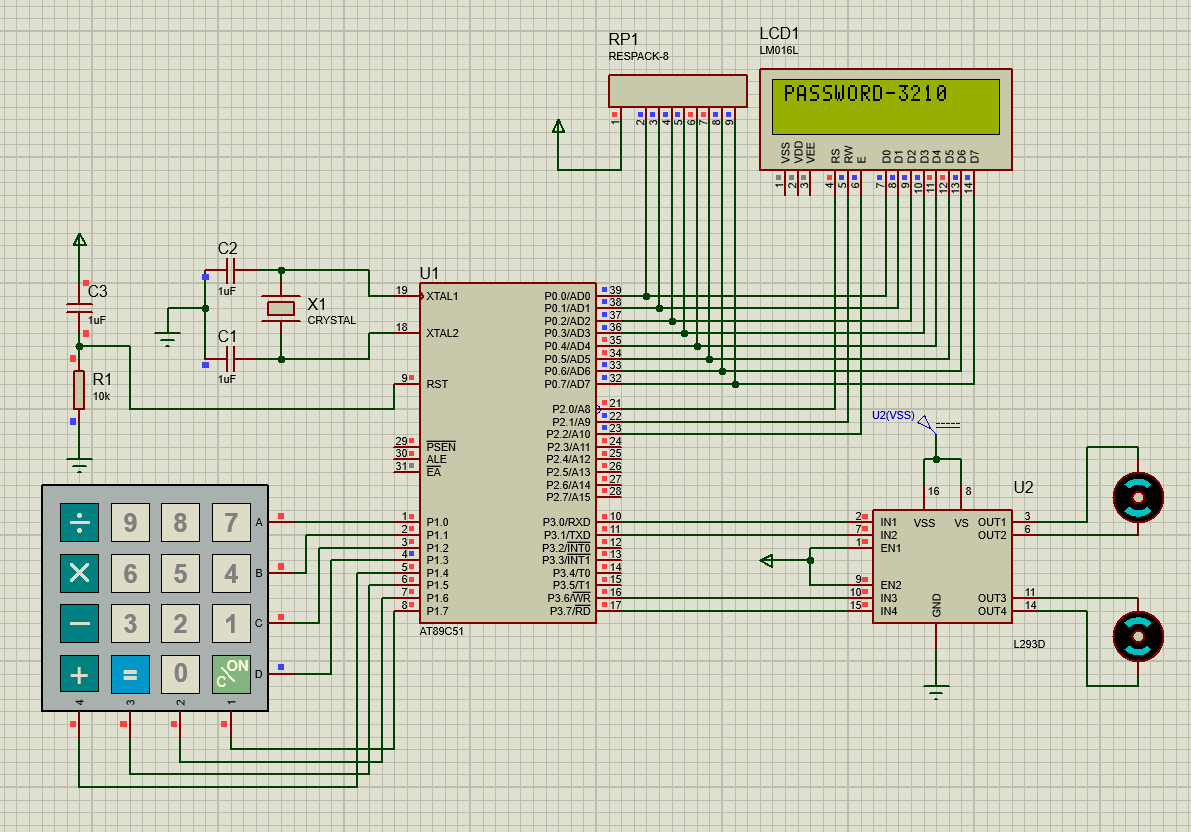 RP1
RESPACK-8
1
2
3
4
5
6
7
8
9
LCD1
LM016L
PASSWORD-3210
VSS
VDD
VEE
RS
RW
E
D0
D1
D2
D3
D4
D5
D6
D7
1
2
3
4
5
6
7
8
9
10
11
12
13
14
C3
1uF
R1
10k
C2
1uF
C1
1uF
X1
CRYSTAL
U1
19 XTAL1
18 XTAL2
9 RST
29 PSEN
30 ALE
31 EA
1 P1.0
2 P1.1
3 P1.2
4 P1.3
5 P1.4
6 P1.5
7 P1.6
8 P1.7
P0.0/AD0 39
P0.1/AD1 38
P0.2/AD2 37
P0.3/AD3 36
P0.4/AD4 35
P0.5/AD5 34
P0.6/AD6 33
P0.7/AD7 32
P2.0/A8 21
P2.1/A9 22
P2.2/A10 23
P2.3/A11 24
P2.4/A12 25
P2.5/A13 26
P2.6/A14 27
P2.7/A15 28
P3.0/RXD 10
P3.1/TXD 11
P3.2/INT0 12
P3.3/INT1 13
P3.4/T0 14
P3.5/T1 15
P3.6/WR 16
P3.7/RD 17
AT89C51
÷ 9 8 7 A
× 6 5 4 B
− 3 2 1 C
+ = 0 ON C D
4 3 2 1
U2(VSS)
U2
16 8
VSS VS
2 IN1
7 IN2
1 EN1
9 EN2
10 IN3
15 IN4
OUT1 3
OUT2 6
OUT3 11
OUT4 14
GND
L293D